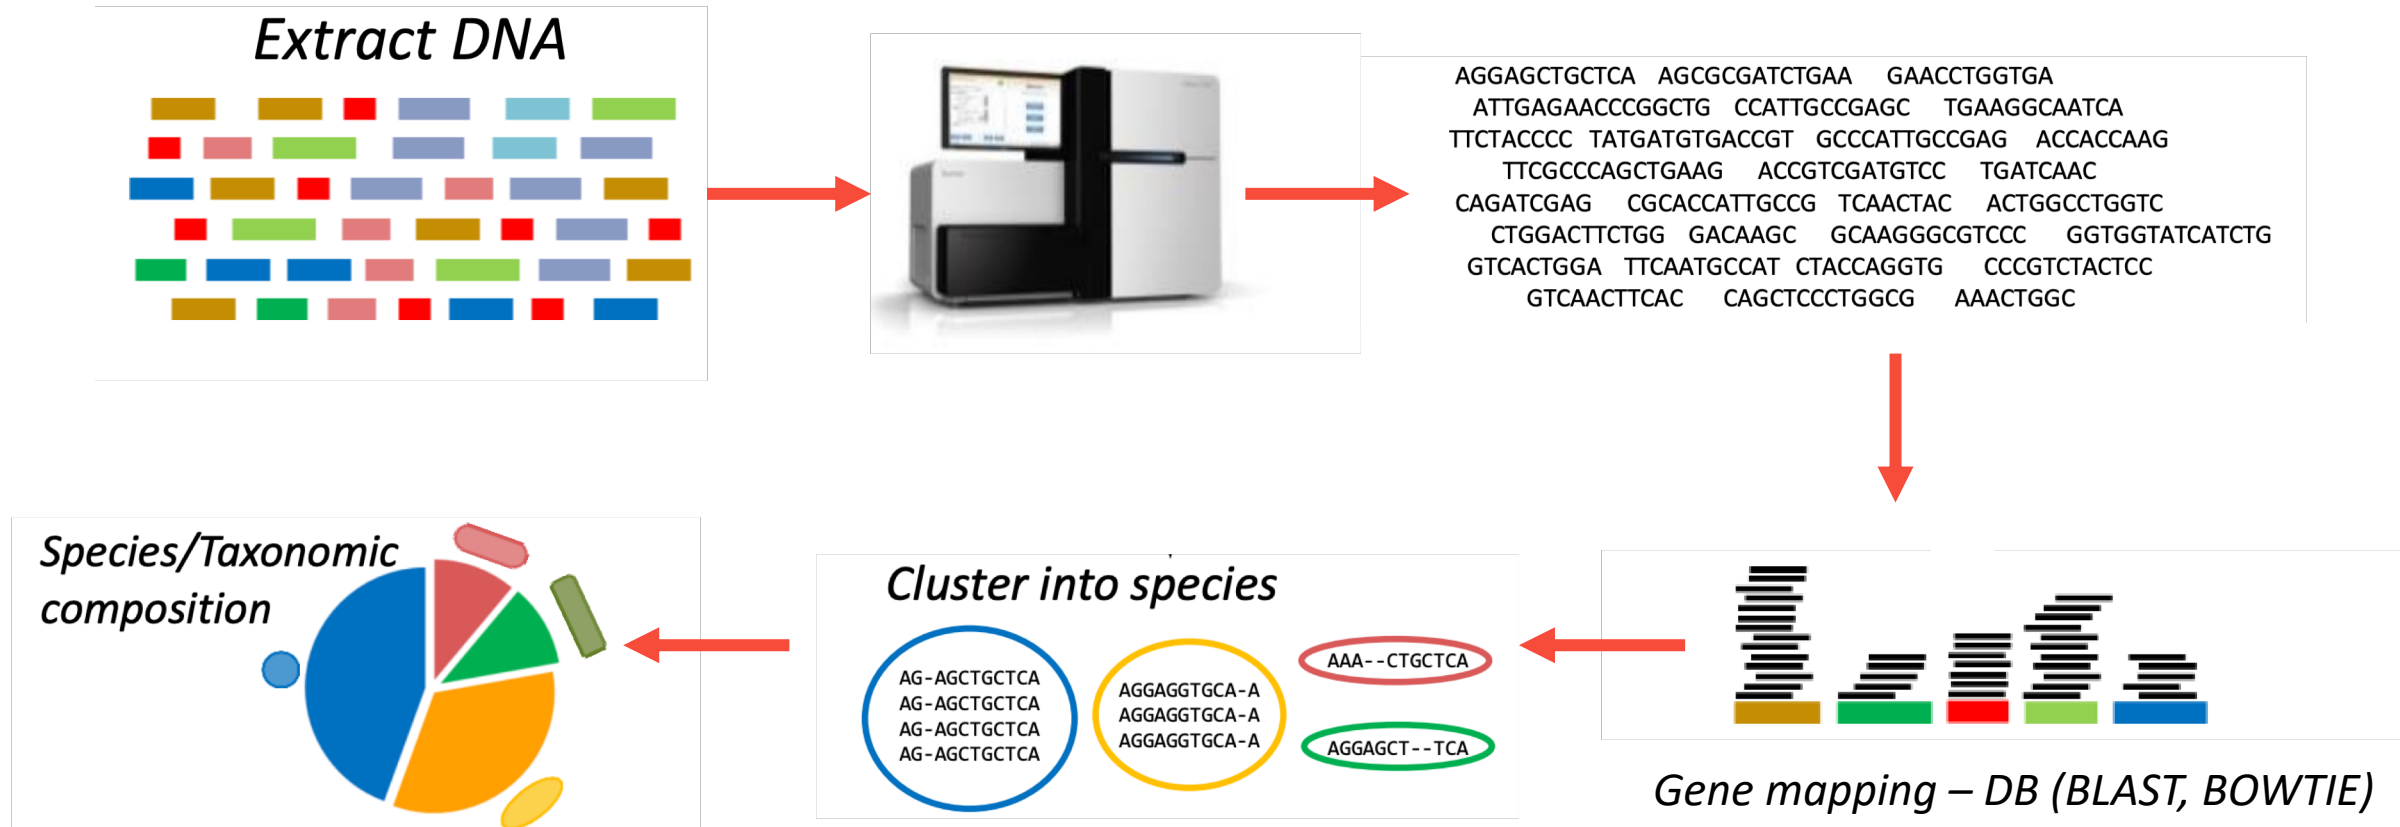 Extract DNA
AGGAGCTGCTCA AGCGCGATCTGAA GAACCTGGTGA
ATTGAGAACCCGGCTG CCATTGCCGAGC TGAAGGCAATCA
TTCTACCCC TATGATGTGACCGT GCCCATTGCCGAG ACCACCAAG
TTCGCCCAGCTGAAG ACCGTCGATGTCC TGATCAAC
CAGATCGAG CGCACCATTGCCG TCAACTAC ACTGGCCTGGTC
CTGGACTTCTGG GACAAGC GCAAGGGCGTCCC GGTGGTATCATCTG
GTCACTGGA TTCAATGCCAT CTACCAGGTG CCCGTCTACTCC
GTCAACTTCAC CAGCTCCCTGGCG AAACTGGC
Gene mapping – DB (BLAST, BOWTIE)
Cluster into species
AG-AGCTGCTCA
AG-AGCTGCTCA
AG-AGCTGCTCA
AG-AGCTGCTCA
AGGAGGTGCA-A
AGGAGGTGCA-A
AGGAGGTGCA-A
AAA--CTGCTCA
AGGAGCT--TCA
Species/Taxonomic
composition